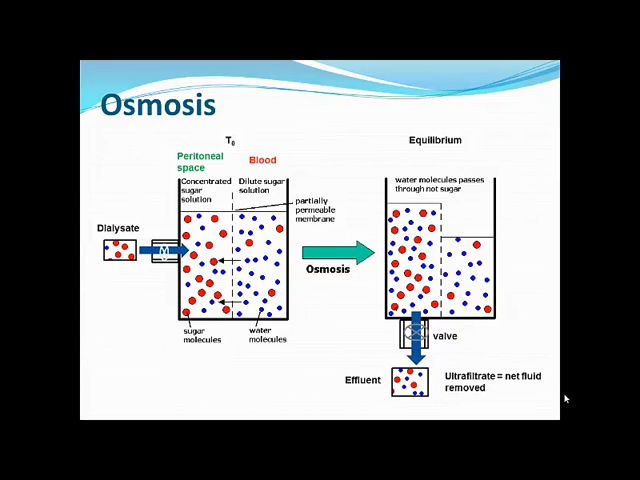 Osmosis
T0
Equilibrium
Peritoneal
space
Blood
Concentrated
sugar
solution
Dilute sugar
solution
water molecules passes
through not sugar
partially
permeable
membrane
Dialysate
Osmosis
sugar
molecules
water
molecules
valve
Effluent
Ultrafiltrate = net fluid
removed